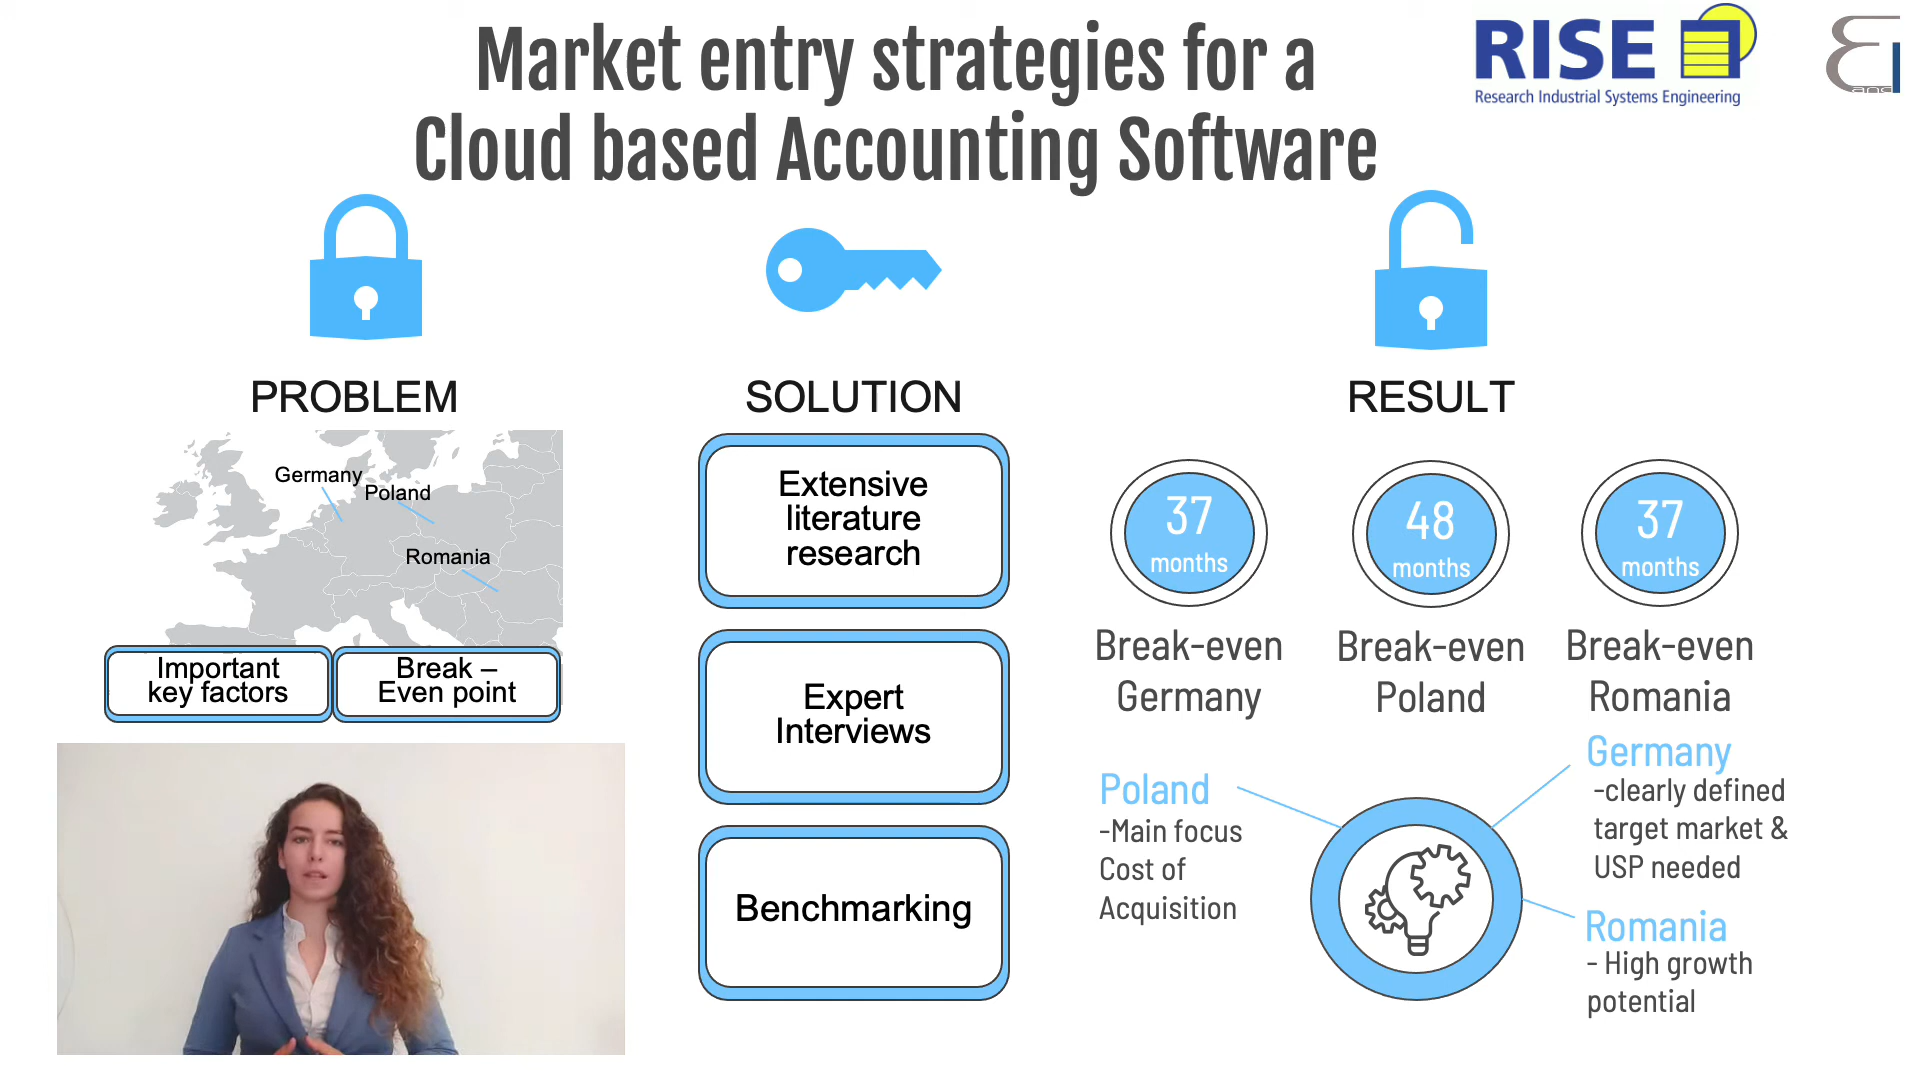 Market entry strategies for a
Cloud based Accounting Software
RISE
Research Industrial Systems Engineering
E and I
PROBLEM
Germany
Poland
Romania
Important
key factors
Break –
Even point
SOLUTION
Extensive
literature
research
Expert
Interviews
Benchmarking
RESULT
37
months
Break-even
Germany
48
months
Break-even
Poland
37
months
Break-even
Romania
Poland
-Main focus
Cost of
Acquisition
Germany
-clearly defined
target market &
USP needed
Romania
- High growth
potential